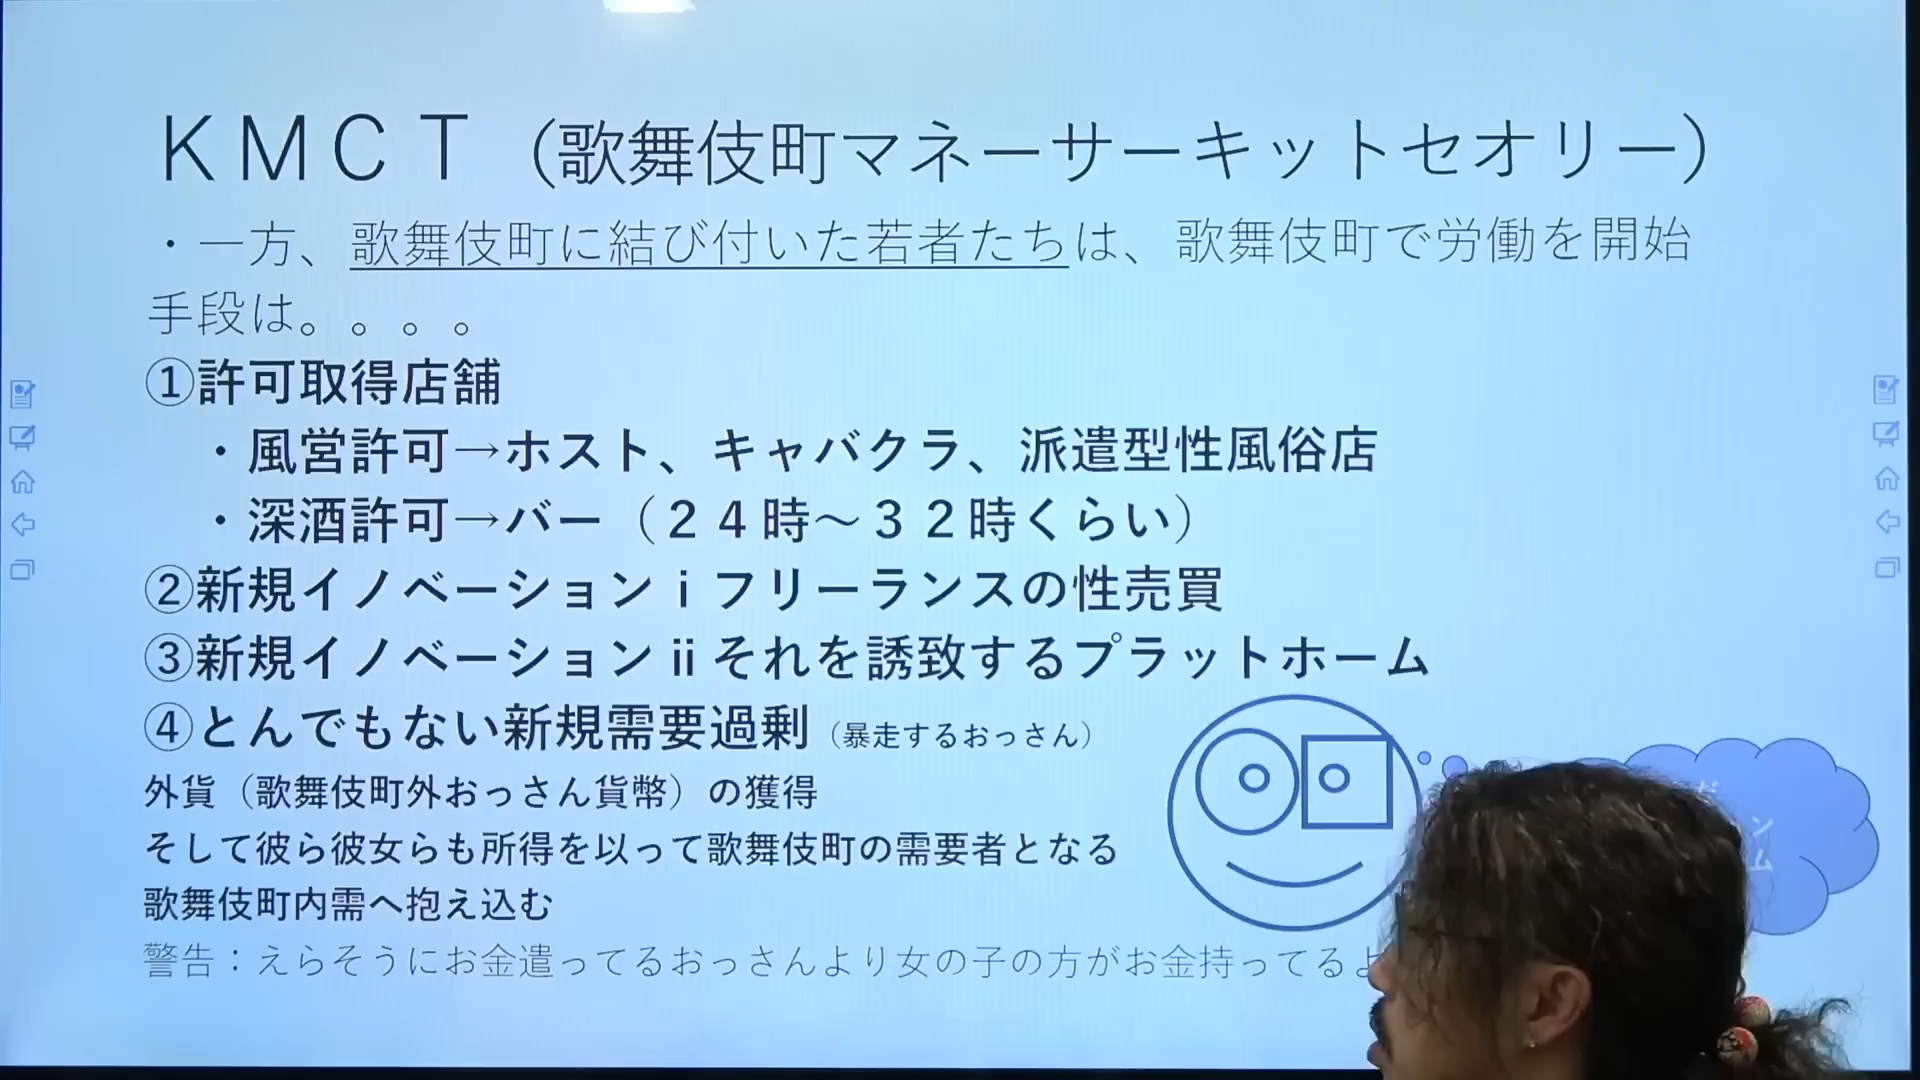 ＫＭＣＴ（歌舞伎町マネーサーキットセオリー）
・一方、歌舞伎町に結び付いた若者たちは、歌舞伎町で労働を開始
手段は。。。。
①許可取得店舗
・風営許可→ホスト、キャバクラ、派遣型性風俗店
・深酒許可→バー（２４時～３２時くらい）
②新規イノベーションⅰフリーランスの性売買
③新規イノベーションⅱそれを誘致するプラットホーム
④とんでもない新規需要過剰（暴走するおっさん）
外貨（歌舞伎町外おっさん貨幣）の獲得
そして彼ら彼女らも所得を以って歌舞伎町の需要者となる
歌舞伎町内需へ抱え込む
警告：えらそうにお金遣ってるおっさんより女の子の方がお金持ってるよ